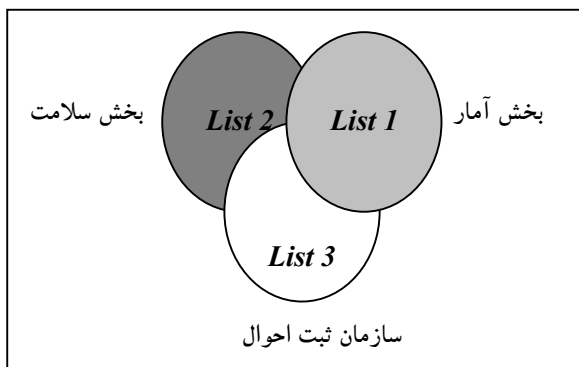 بخش آمار
List 1
List 2
بخش سلامت
List 3
سازمان ثبت احوال